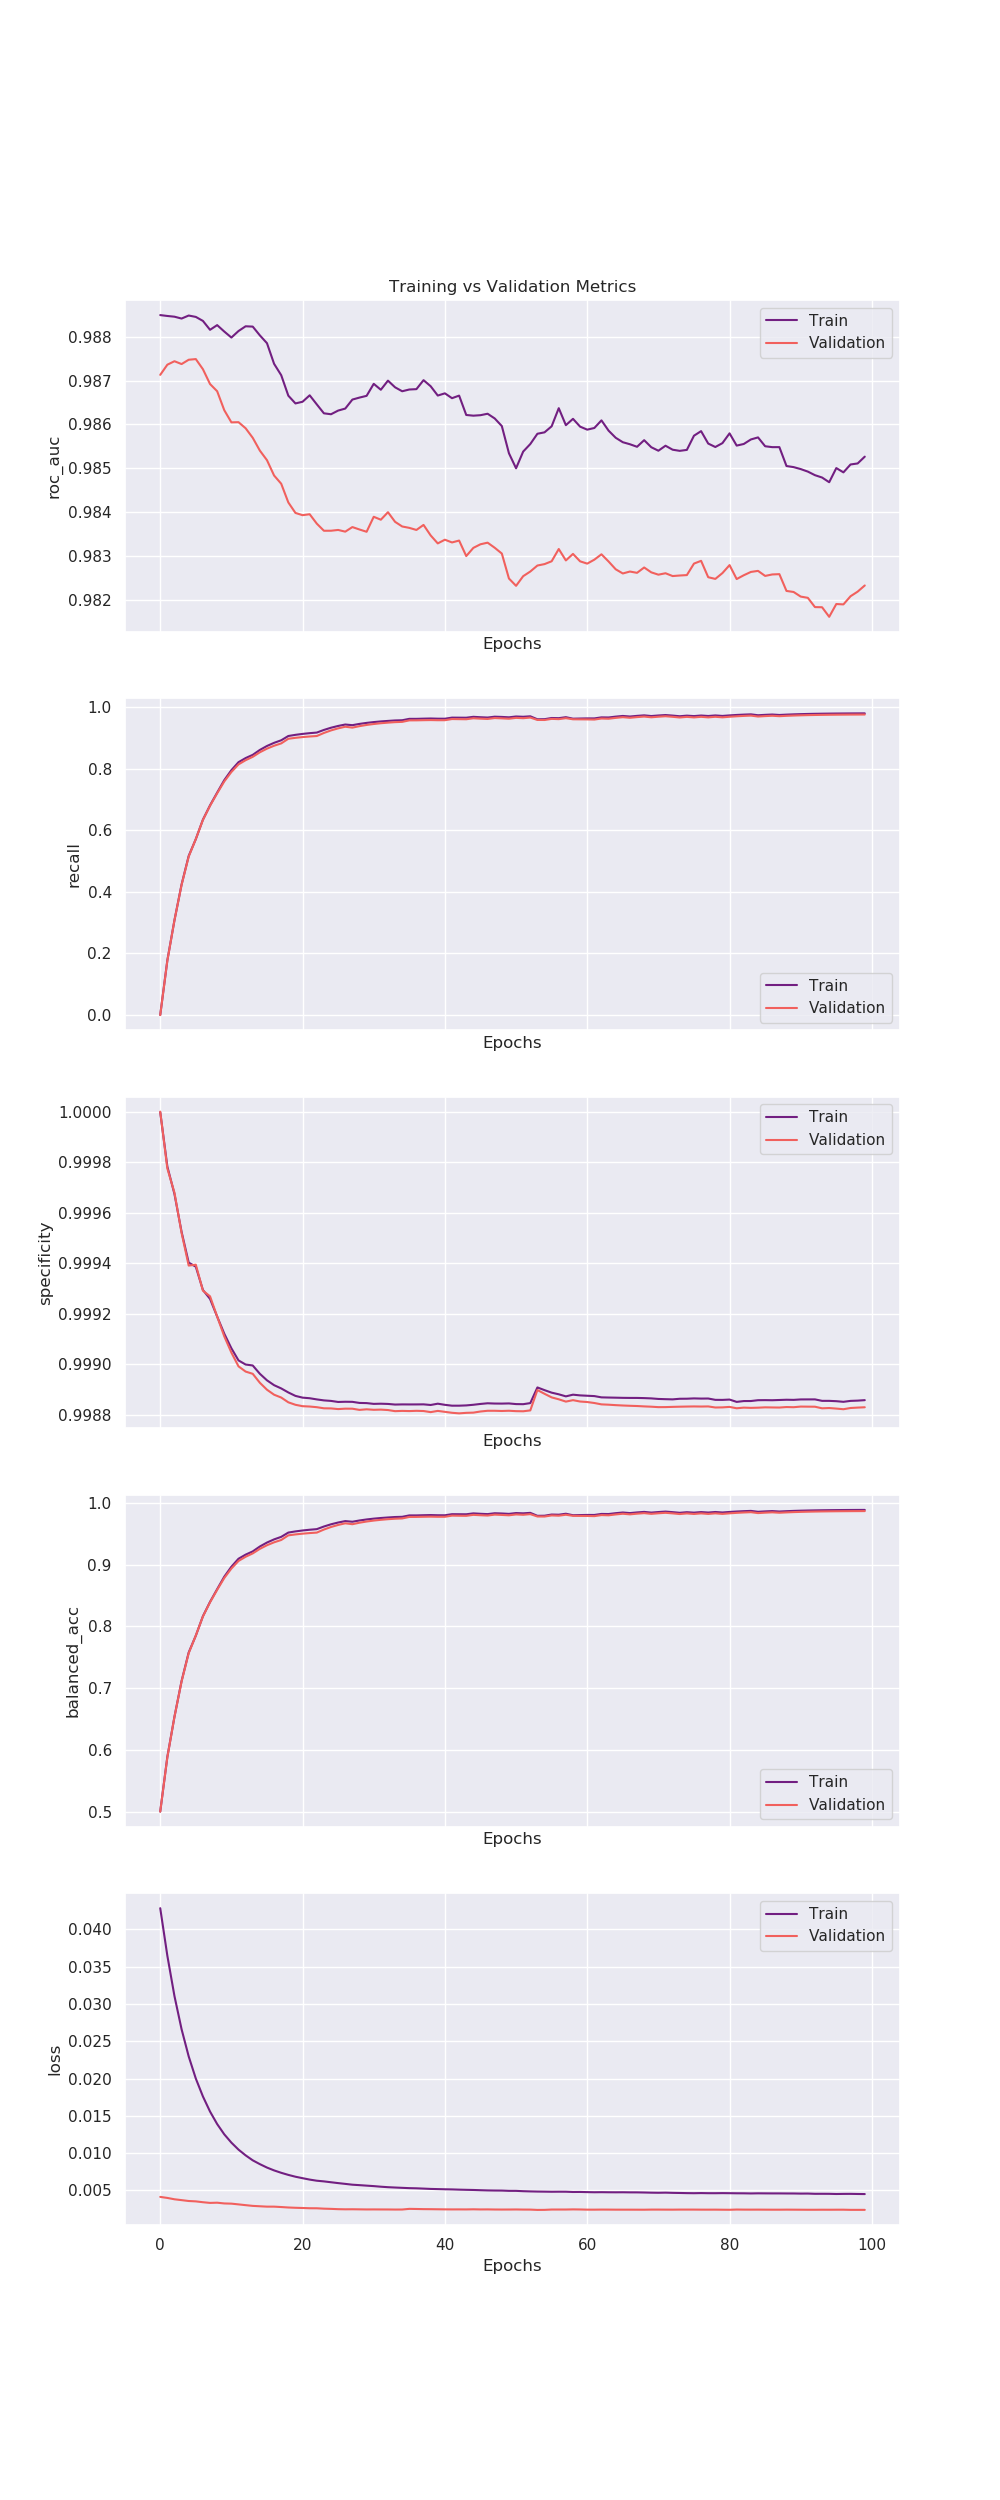 Training vs Validation Metrics
0.988
0.987
0.986
0.985
0.984
0.983
0.982
roc_auc
Train
Validation
Epochs
1.0
0.8
0.6
0.4
0.2
0.0
recall
Train
Validation
Epochs
1.0000
0.9998
0.9996
0.9994
0.9992
0.9990
0.9988
specificity
Train
Validation
Epochs
1.0
0.9
0.8
0.7
0.6
0.5
balanced_acc
Train
Validation
Epochs
0.040
0.035
0.030
0.025
0.020
0.015
0.010
0.005
loss
Train
Validation
0 20 40 60 80 100
Epochs